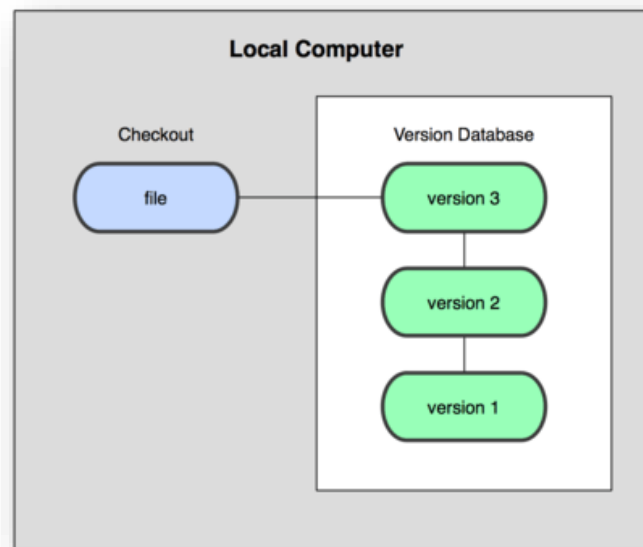 Local Computer
Checkout
Version Database
file
version 3
version 2
version 1